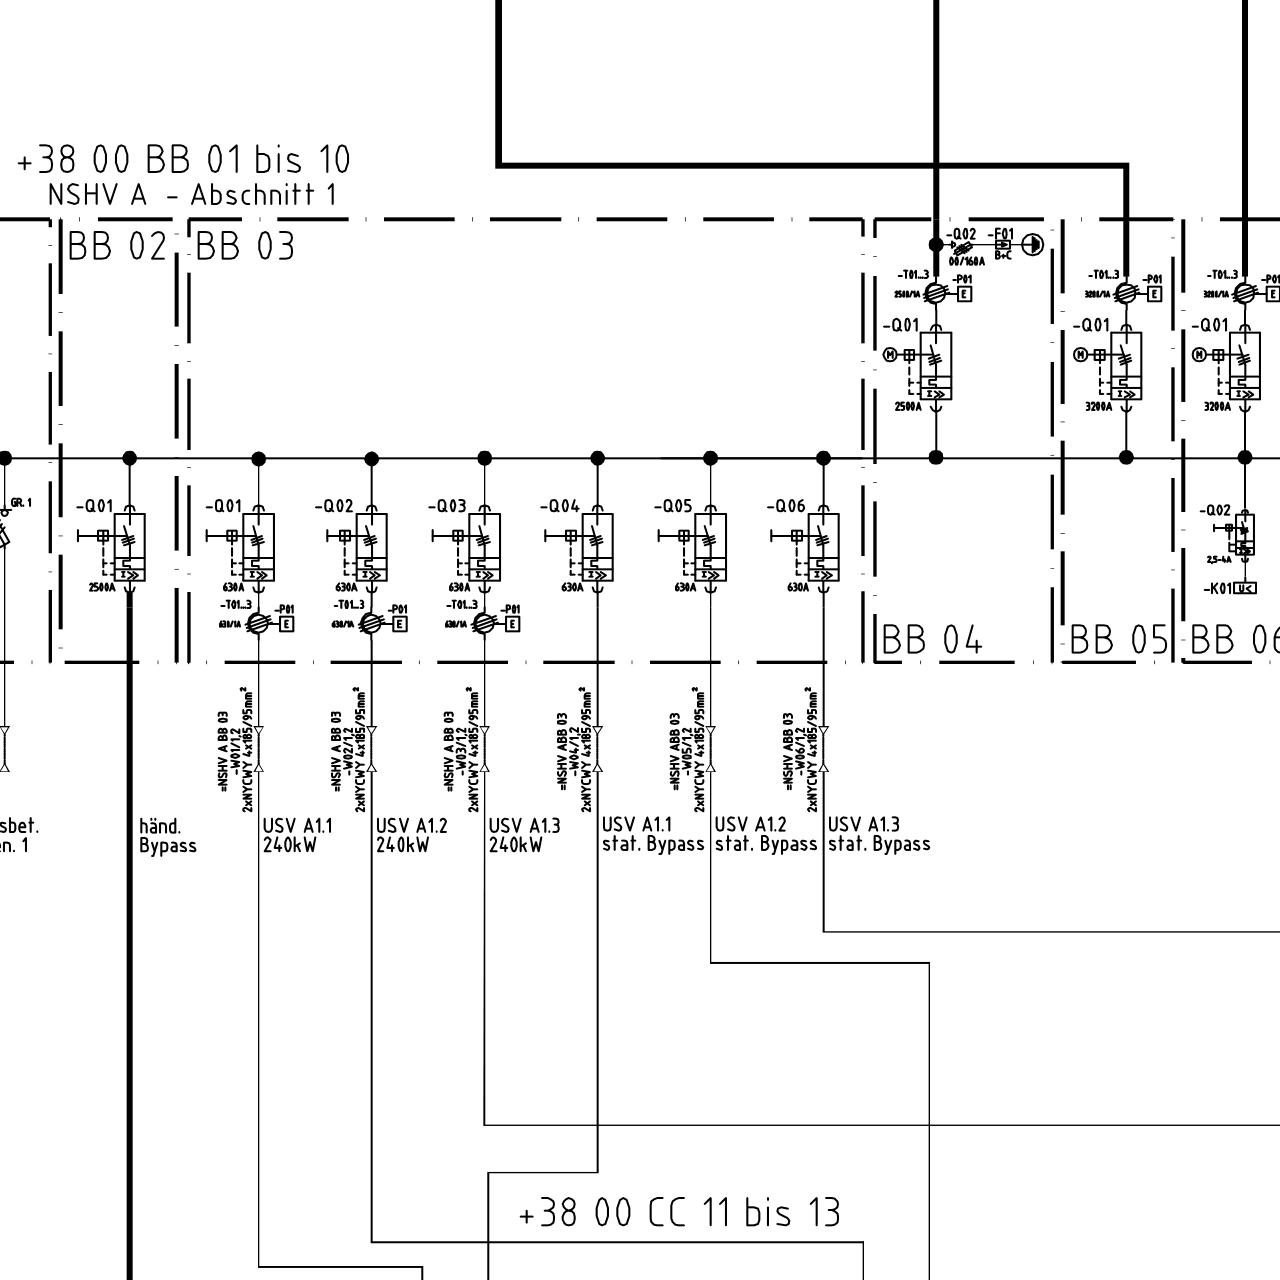 +38 00 BB 01 bis 10
NSHV A - Abschnitt 1
BB 02
BB 03
-Q02
-F01
00/160A
B+C
-T01...3
-P01
2500/1A
E
-T01...3
-P01
3200/1A
E
-T01...3
-P01
3200/1A
E
-Q01
-Q01
-Q01
M
M
M
I>>
I>>
I>>
2500A
3200A
3200A
GR. 1
-Q01
-Q01
-Q02
-Q03
-Q04
-Q05
-Q06
-Q02
I>>
I>>
I>>
I>>
I>>
I>>
I>>
2500A
630A
630A
630A
630A
630A
630A
2,5-4A
-K01
U<
-T01...3
-P01
630/1A
E
-T01...3
-P01
630/1A
E
-T01...3
-P01
630/1A
E
BB 04
BB 05
BB 06
=NSHV A BB 03
-W01/1,2
2xNYCWY 4x185/95mm²
=NSHV A BB 03
-W02/1,2
2xNYCWY 4x185/95mm²
=NSHV A BB 03
-W03/1,2
2xNYCWY 4x185/95mm²
=NSHV ABB 03
-W04/1,2
2xNYCWY 4x185/95mm²
=NSHV ABB 03
-W05/1,2
2xNYCWY 4x185/95mm²
=NSHV ABB 03
-W06/1,2
2xNYCWY 4x185/95mm²
sbet.
n. 1
händ.
Bypass
USV A1.1
240kW
USV A1.2
240kW
USV A1.3
240kW
USV A1.1
stat. Bypass
USV A1.2
stat. Bypass
USV A1.3
stat. Bypass
+38 00 CC 11 bis 13